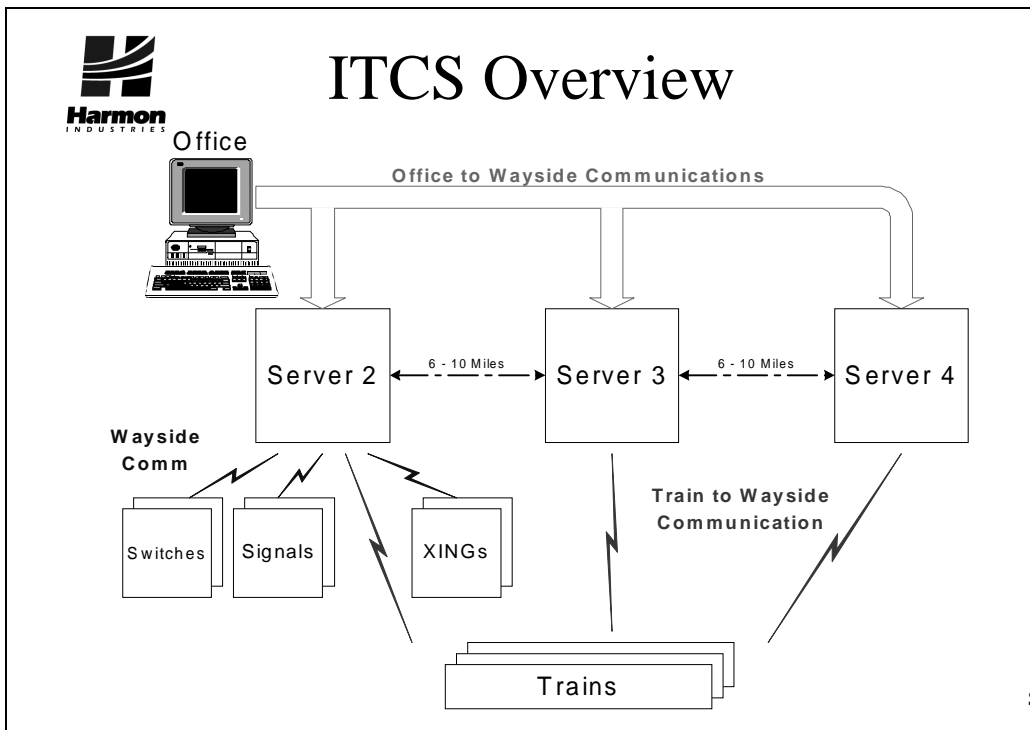 ITCS Overview
Harmon
INDUSTRIES
Office
Office to Wayside Communications
Server 2
6 - 10 Miles
Server 3
6 - 10 Miles
Server 4
Wayside
Comm
Train to Wayside
Communication
Switches
Signals
XINGs
Trains